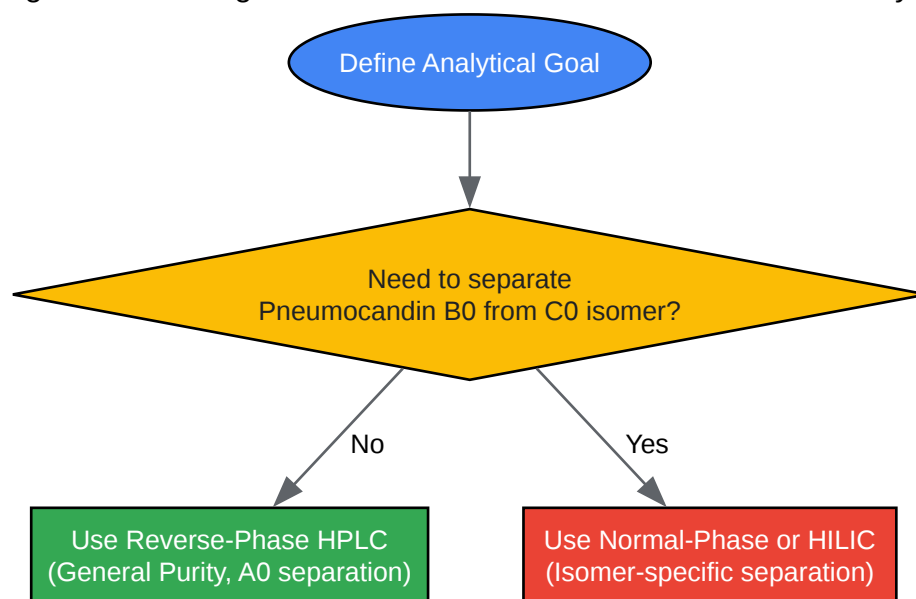 Define Analytical Goal
Need to separate
Pneumocandin B0 from C0 isomer?
No
Yes
Use Reverse-Phase HPLC
(General Purity, A0 separation)
Use Normal-Phase or HILIC
(Isomer-specific separation)